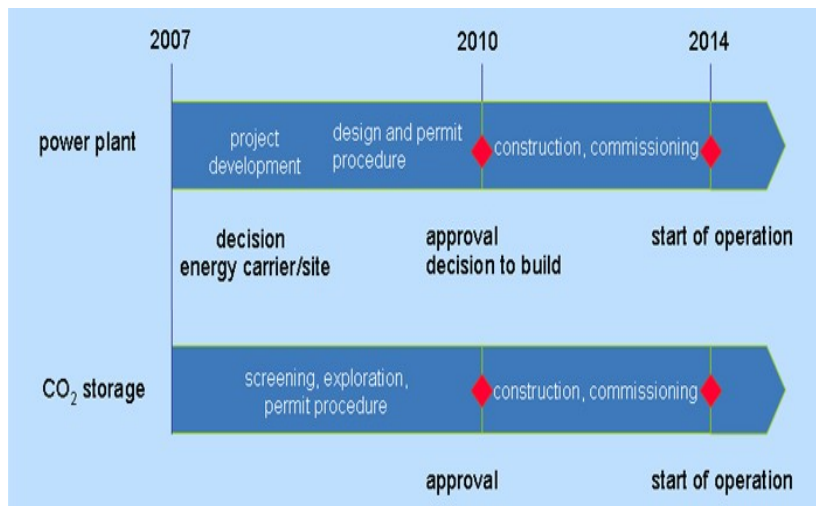 2007
2010
2014
power plant
project
development
design and permit
procedure
construction, commissioning
decision
energy carrier/site
approval
decision to build
start of operation
CO₂ storage
screening, exploration,
permit procedure
construction, commissioning
approval
start of operation